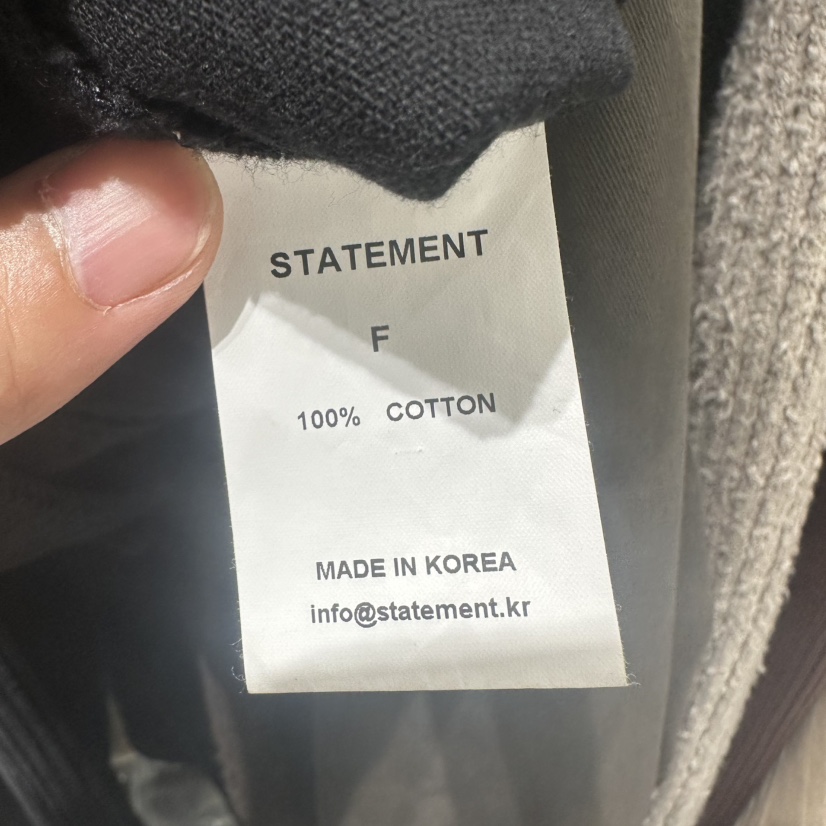 STATEMENT
F
100% COTTON
MADE IN KOREA
info@statement.kr